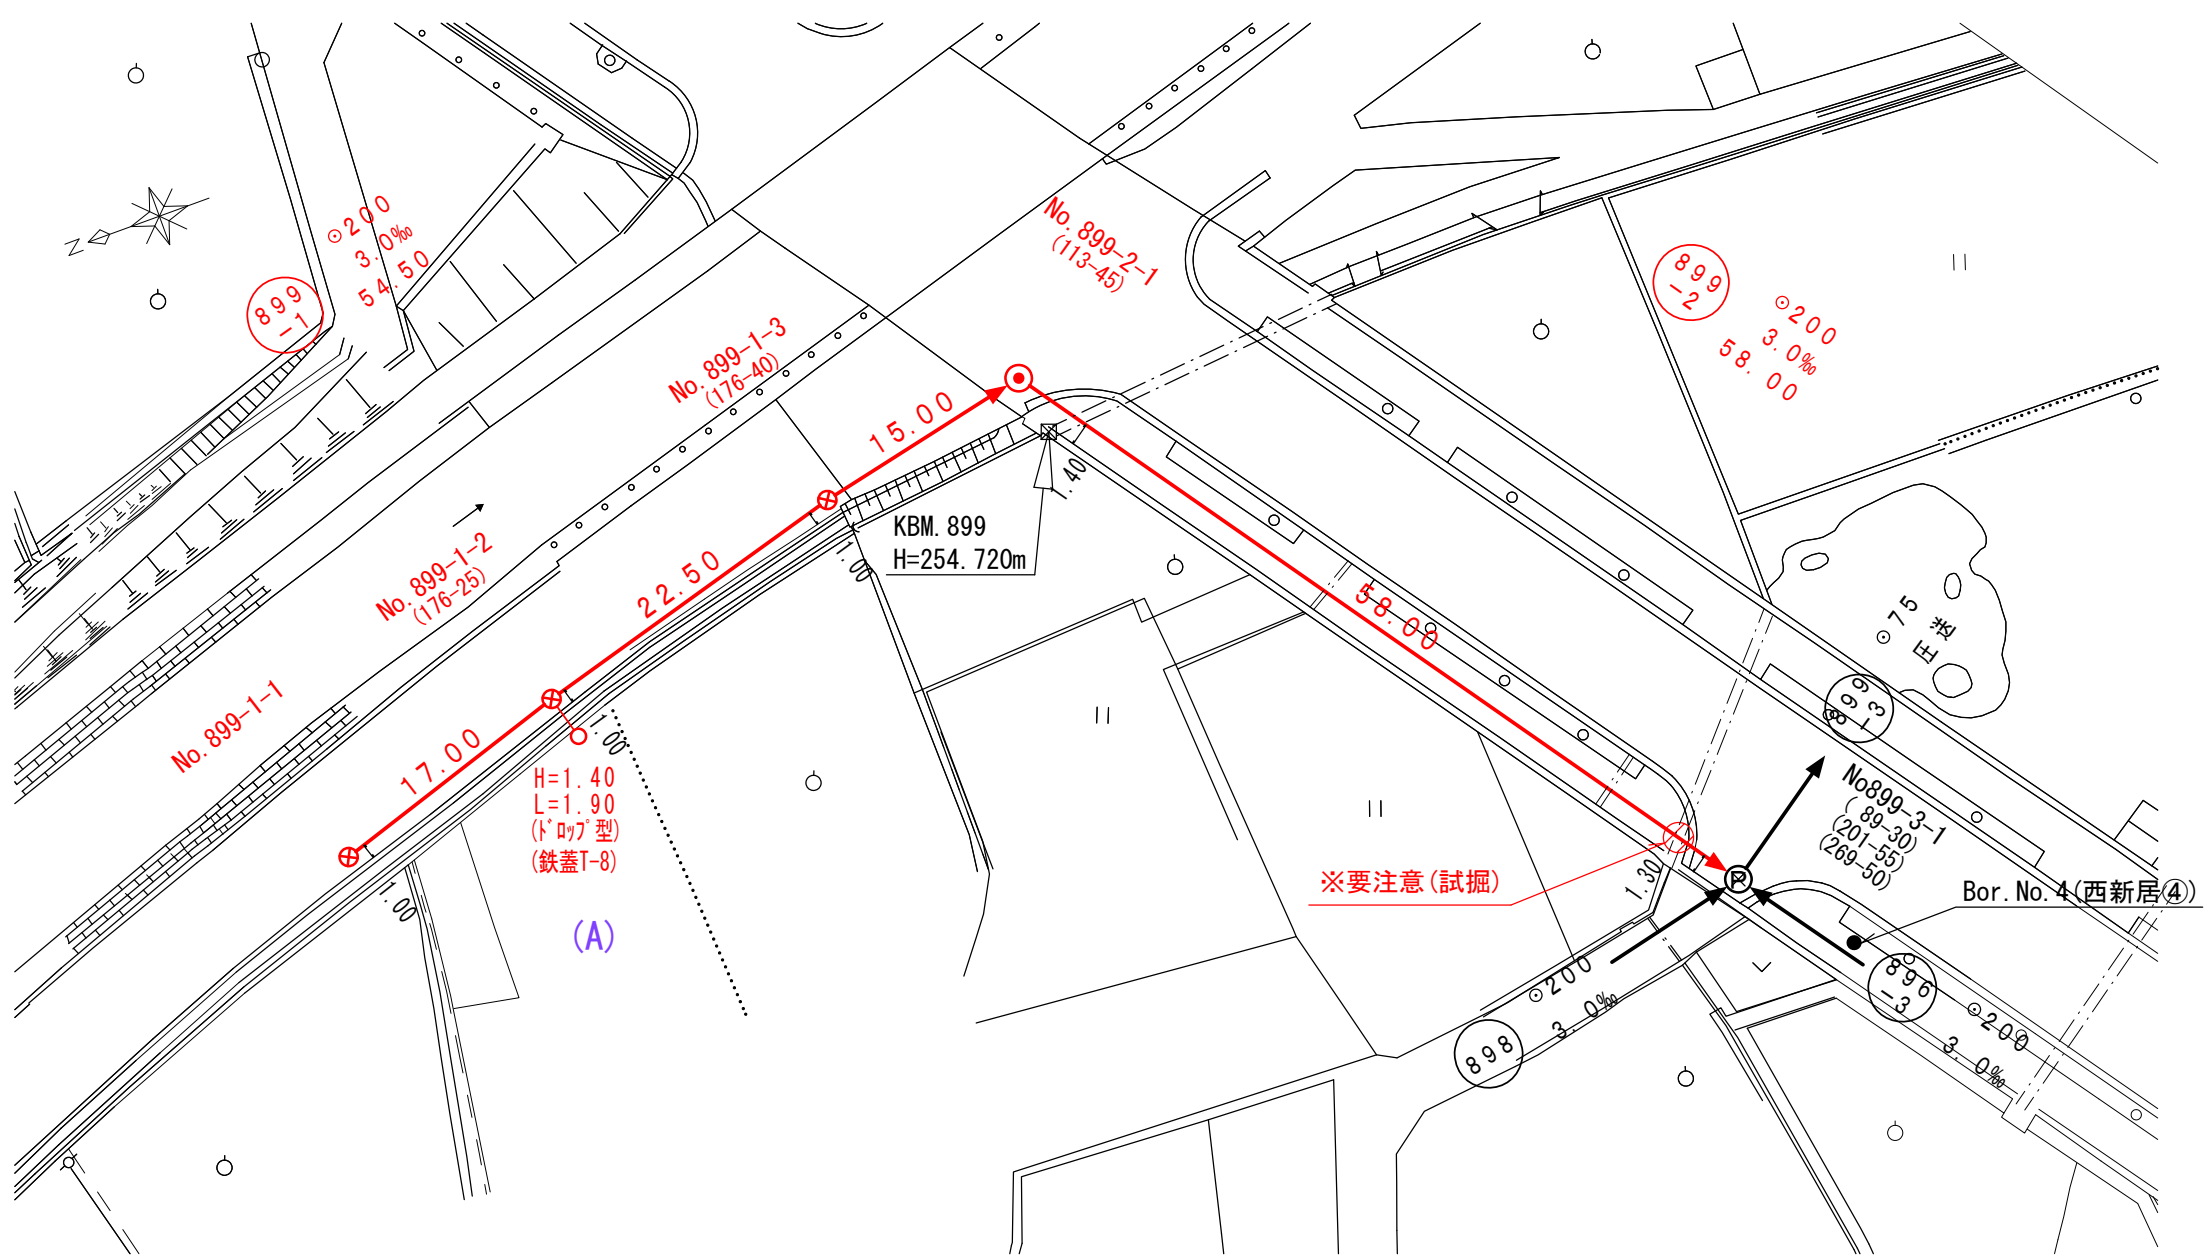 N
899
-1
⊙200
3.0‰
54.50
No.899-1-1
No.899-1-2
(176-25)
No.899-1-3
(176-40)
No.899-2-1
(113-45)
899
-2
⊙200
3.0‰
58.00
17.00
22.50
15.00
58.00
1.00
1.00
1.00
1.40
1.30
KBM.899
H=254.720m
H=1.40
L=1.90
(ﾄﾞﾛｯﾌﾟ型)
(鉄蓋T-8)
(A)
⊙75
圧送
899
-3
No899-3-1
( 89-30)
(201-55)
(269-50)
※要注意(試掘)
P
Bor.No.4(西新居④)
⊙200
3.0‰
898
896
-3
⊙200
3.0‰